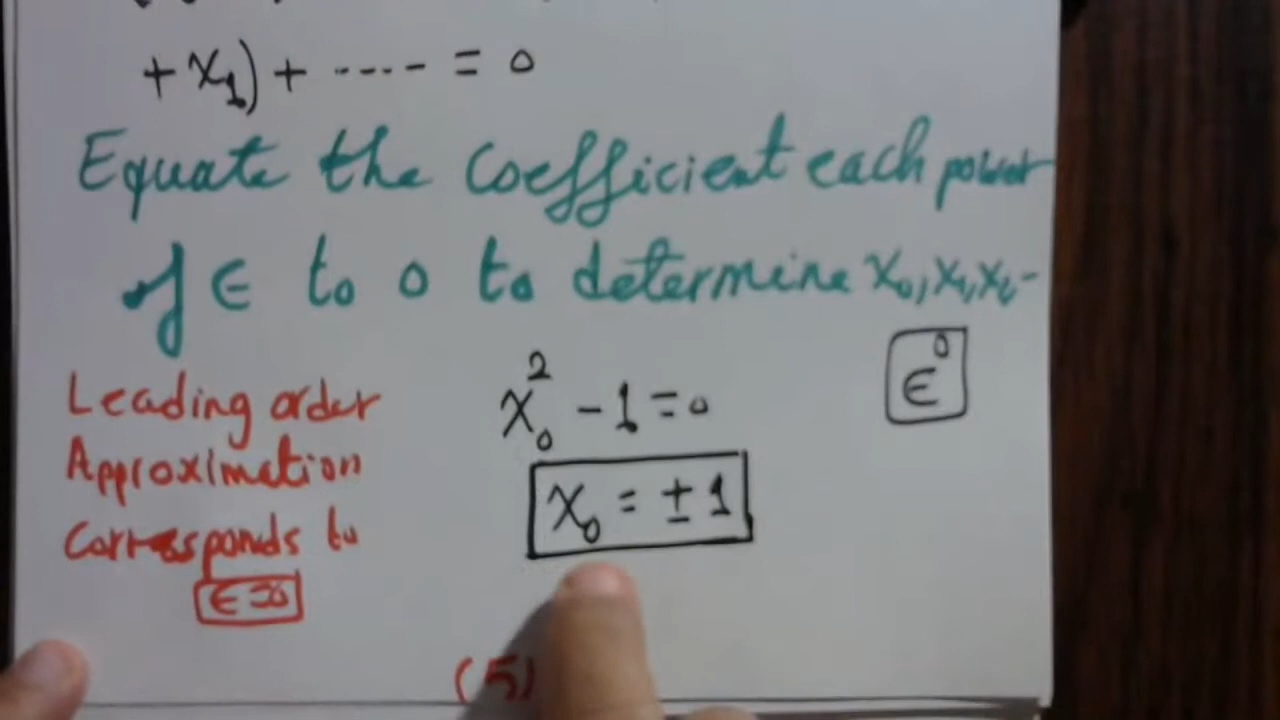 + x₁) + ····- = 0
Equate the coefficient each power
of ∈ to 0 to determine x₀, x₁, x₂-
Leading order
Approximation
Corresponds to
∈=0
x₀² - 1 = 0
x₀ = ± 1
∈⁰
(5)